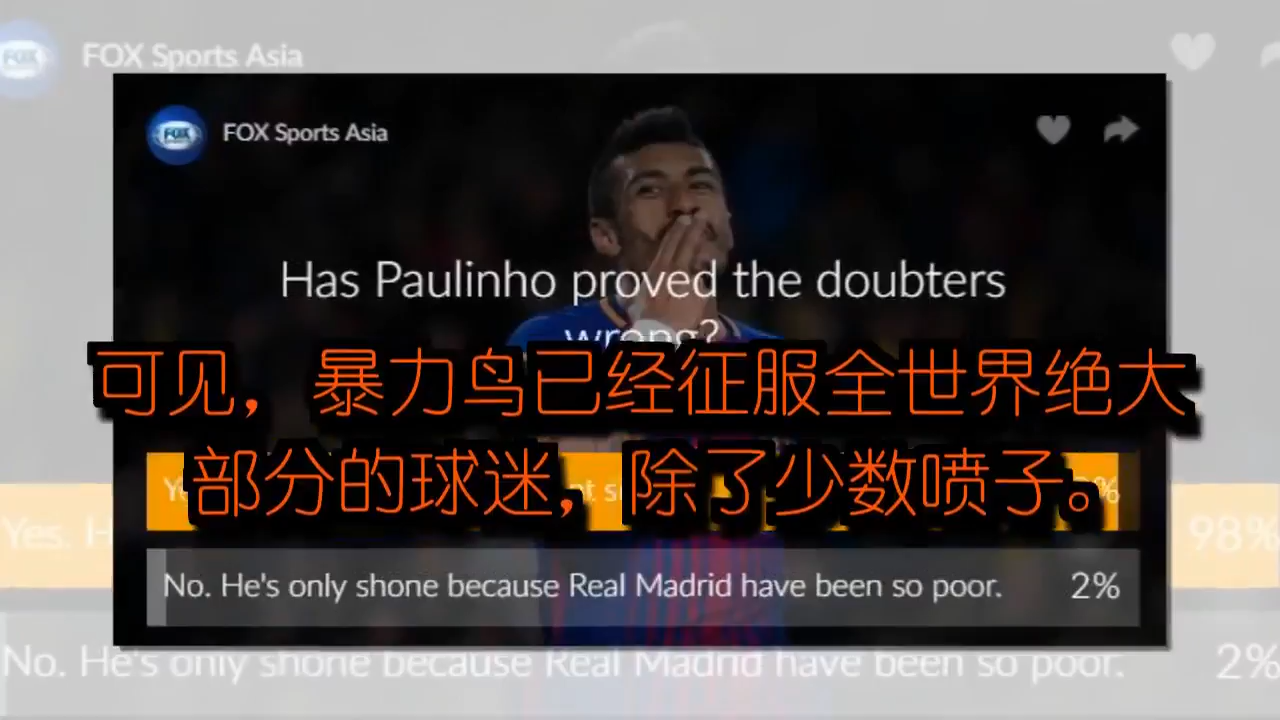 FOX Sports Asia
FOX
FOX Sports Asia
Has Paulinho proved the doubters
wrong?
可见，暴力鸟已经征服全世界绝大
部分的球迷，除了少数喷子。
Yes. H
98%
No. He's only shone because Real Madrid have been so poor.
2%
No. He's only shone because Real Madrid have been so poor.
2%